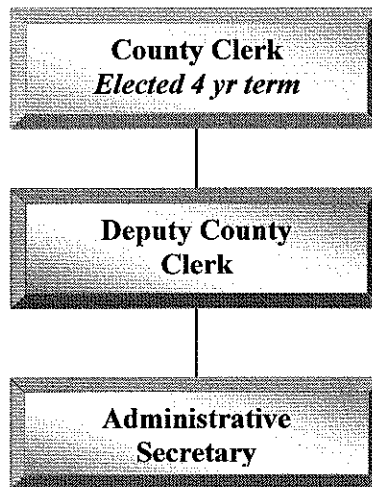 County Clerk
Elected 4 yr term
Deputy County
Clerk
Administrative
Secretary